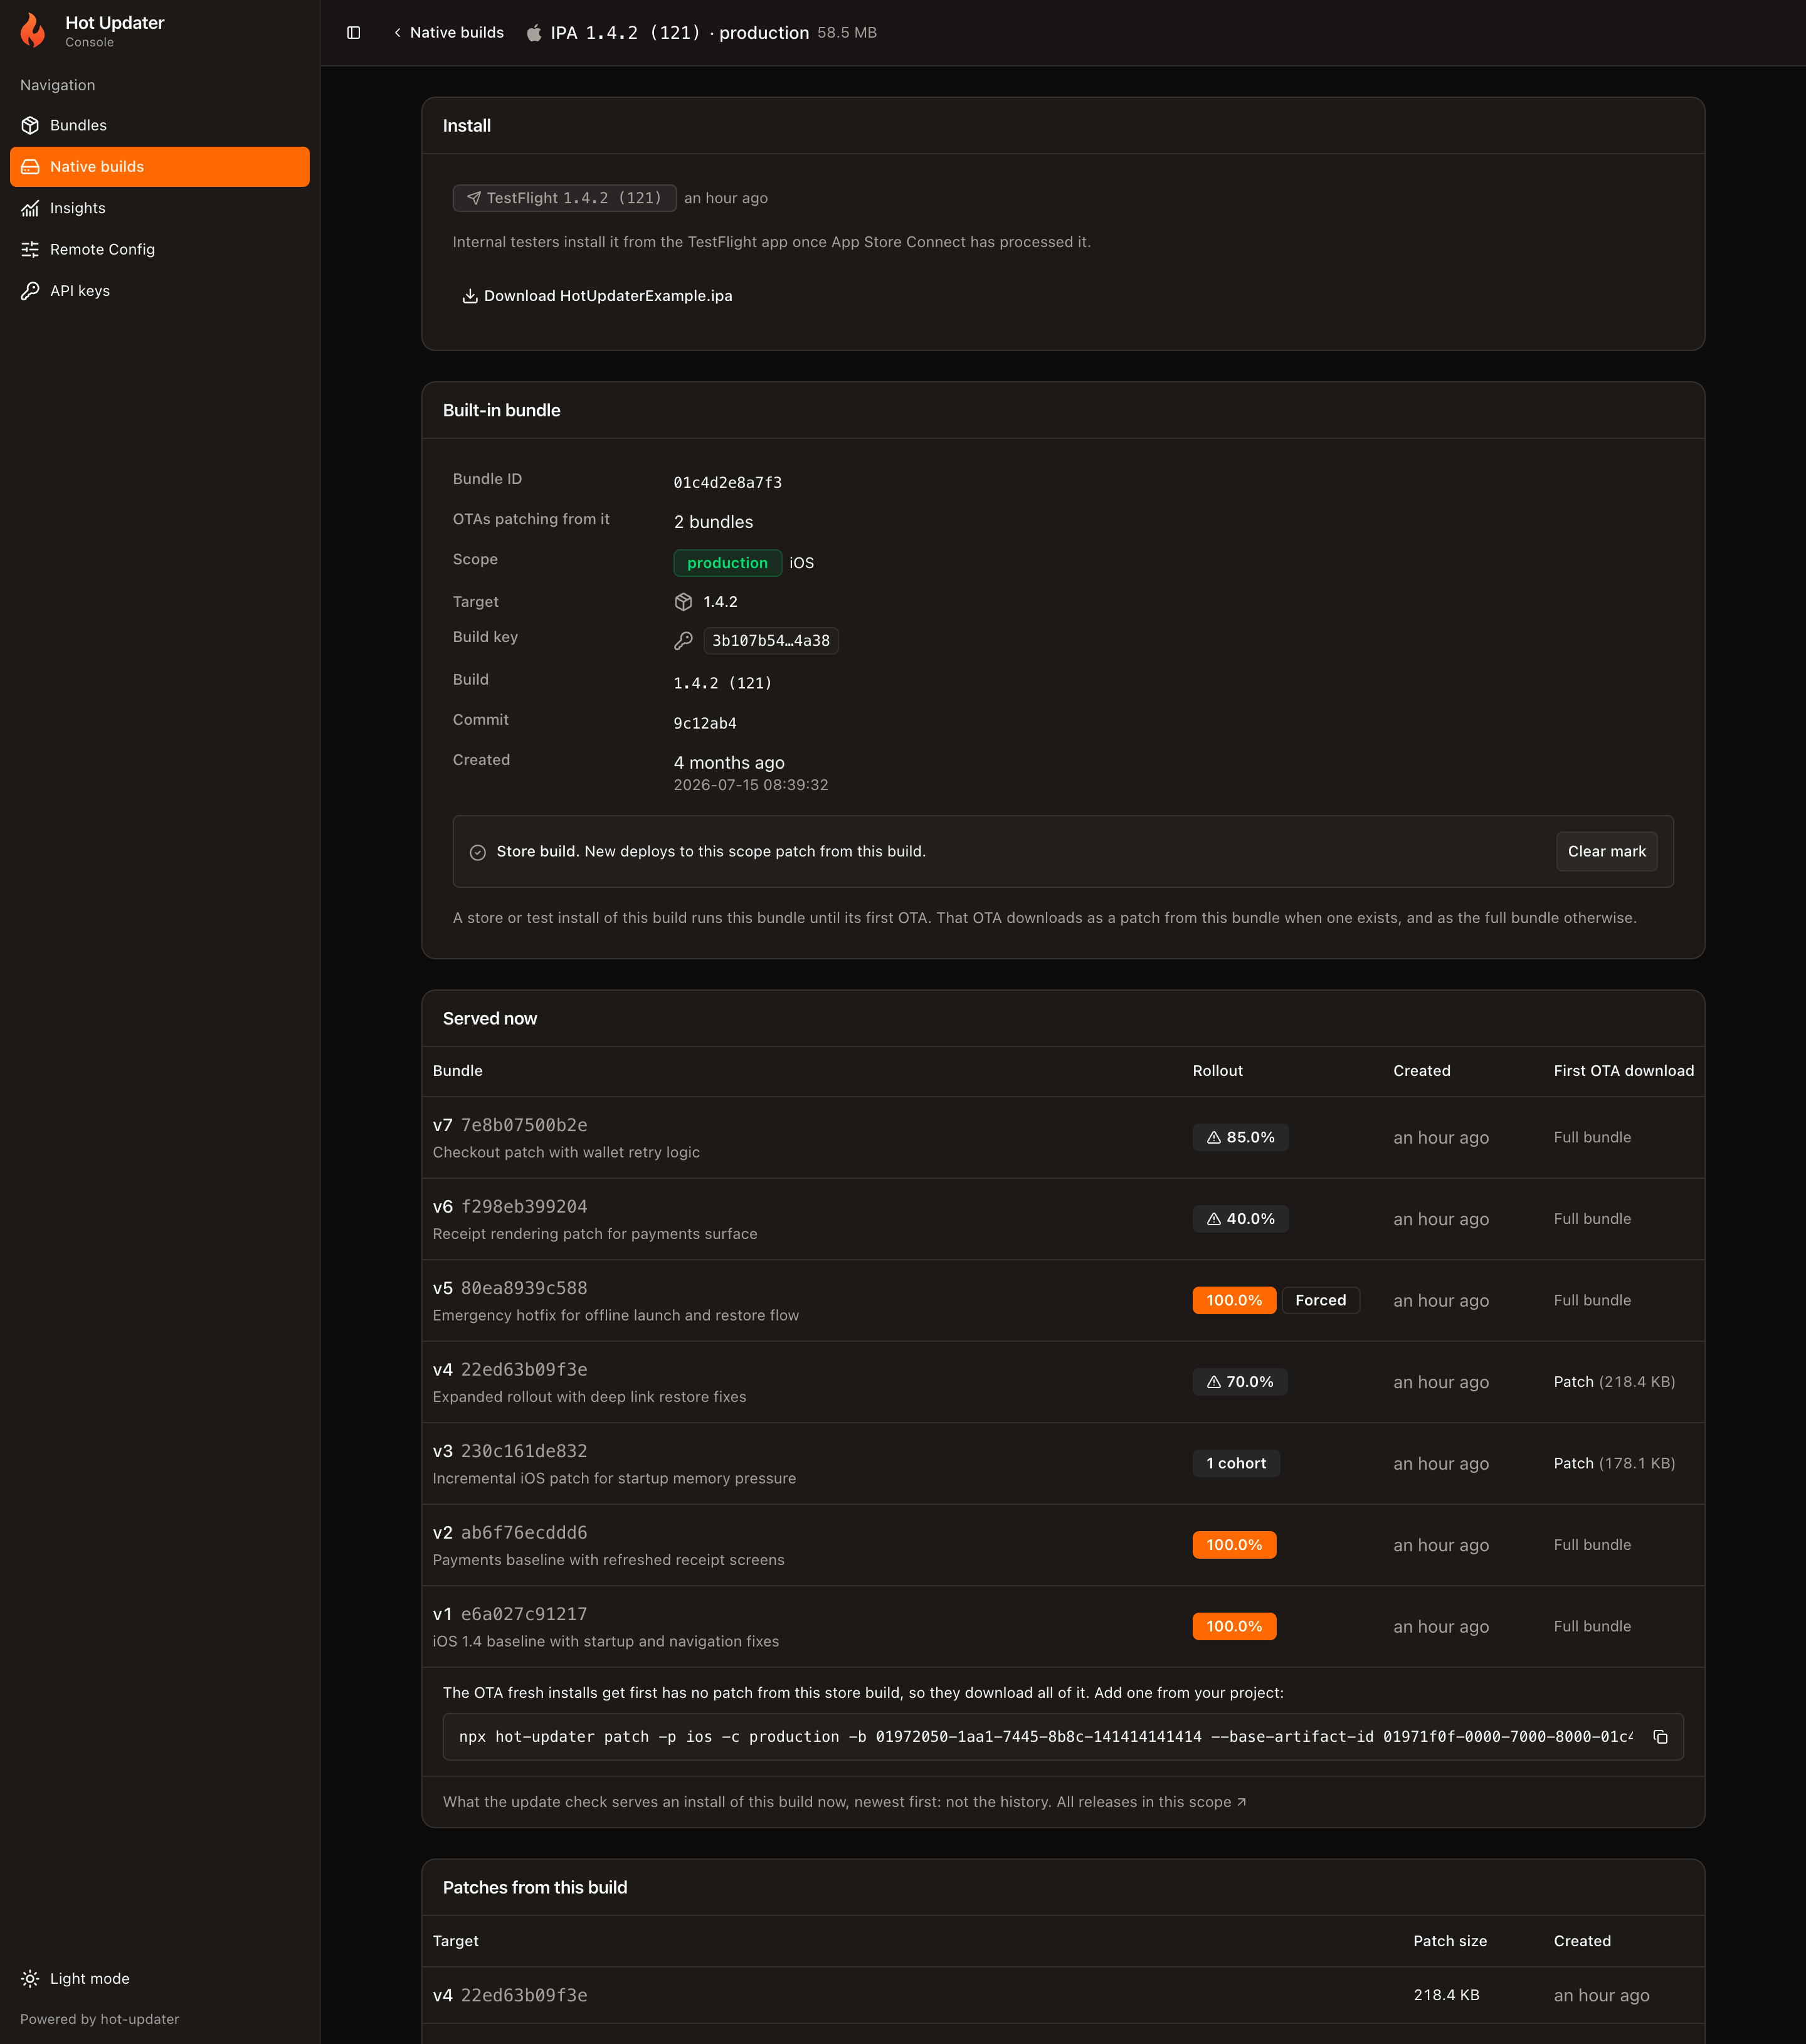 Hot Updater
Console
Navigation
Bundles
Native builds
Insights
Remote Config
API keys
Light mode
Powered by hot-updater
Native builds
IPA 1.4.2 (121) · production 58.5 MB
Install
TestFlight 1.4.2 (121) an hour ago
Internal testers install it from the TestFlight app once App Store Connect has processed it.
Download HotUpdaterExample.ipa
Built-in bundle
Bundle ID 01c4d2e8a7f3
OTAs patching from it 2 bundles
Scope production iOS
Target 1.4.2
Build key 3b107b54…4a38
Build 1.4.2 (121)
Commit 9c12ab4
Created 4 months ago
2026-07-15 08:39:32
Store build. New deploys to this scope patch from this build.
Clear mark
A store or test install of this build runs this bundle until its first OTA. That OTA downloads as a patch from this bundle when one exists, and as the full bundle otherwise.
Served now
Bundle Rollout Created First OTA download
v7 7e8b07500b2e
Checkout patch with wallet retry logic
85.0% an hour ago Full bundle
v6 f298eb399204
Receipt rendering patch for payments surface
40.0% an hour ago Full bundle
v5 80ea8939c588
Emergency hotfix for offline launch and restore flow
100.0% Forced an hour ago Full bundle
v4 22ed63b09f3e
Expanded rollout with deep link restore fixes
70.0% an hour ago Patch (218.4 KB)
v3 230c161de832
Incremental iOS patch for startup memory pressure
1 cohort an hour ago Patch (178.1 KB)
v2 ab6f76ecddd6
Payments baseline with refreshed receipt screens
100.0% an hour ago Full bundle
v1 e6a027c91217
iOS 1.4 baseline with startup and navigation fixes
100.0% an hour ago Full bundle
The OTA fresh installs get first has no patch from this store build, so they download all of it. Add one from your project:
npx hot-updater patch -p ios -c production -b 01972050-1aa1-7445-8b8c-141414141414 --base-artifact-id 01971f0f-0000-7000-8000-01c4
What the update check serves an install of this build now, newest first: not the history. All releases in this scope ↗
Patches from this build
Target Patch size Created
v4 22ed63b09f3e 218.4 KB an hour ago